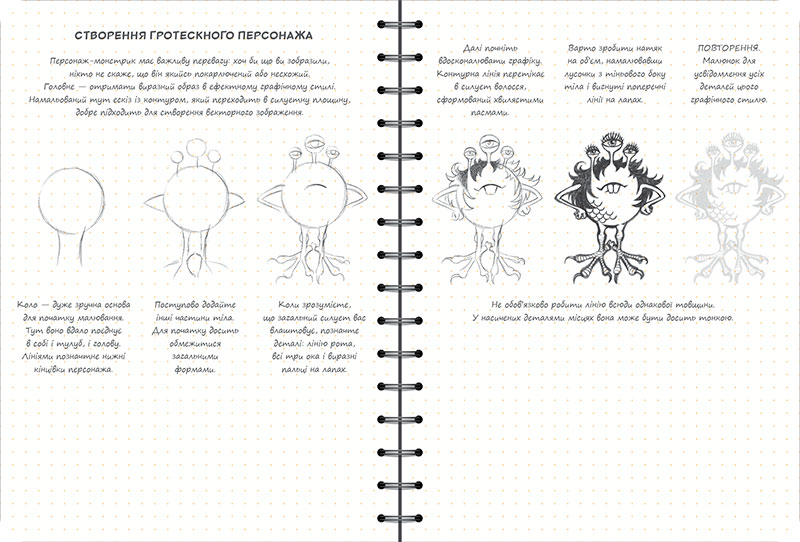 СТВОРЕННЯ ГРОТЕСКНОГО ПЕРСОНАЖА
Персонаж-монстрик має важливу перевагу: хоч би що ви зобразили,
ніхто не скаже, що він якийсь покарлючений або несхожий.
Головне — отримати виразний образ в ефектному графічному стилі.
Намальований тут ескіз із контуром, який переходить в силуетну площину,
добре підходить для створення векторного зображення.
Коло — дуже зручна основа
для початку малювання.
Тут воно вдало поєднує
в собі і тулуб, і голову.
Лініями позначтне нижні
кінцівки персонажа.
Поступово додайте
інші частини тіла.
Для початку досить
обмежитися
загальними
формами.
Коли зрозумієте,
що загальний силует вас
влаштовує, позначте
деталі: лінію рота,
всі три ока і виразні
пальці на лапах.
Далі почніть
вдосконалювати графіку.
Контурна лінія перетікає
в силует волосся,
сформований хвилястими
пасмами.
Варто зробити натяк
на об'єм, намалювавши
лусочки з тіньового боку
тіла і вигнуті поперечні
лінії на лапах.
ПОВТОРЕННЯ.
Малюнок для
усвідомлення усіх
деталей цього
графічного стилю.
Не обов'язково робити лінію всюди однакової товщини.
У насичених деталями місцях вона може бути досить тонкою.